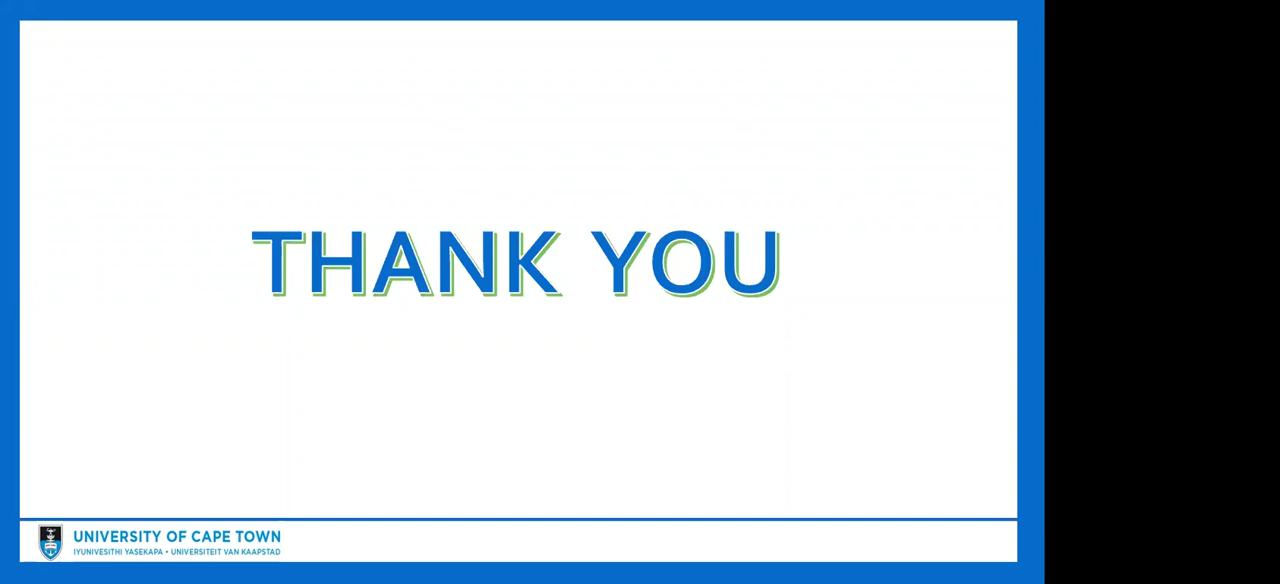 THANK YOU
UNIVERSITY OF CAPE TOWN
IYUNIVESITHI YASEKAPA • UNIVERSITEIT VAN KAAPSTAD